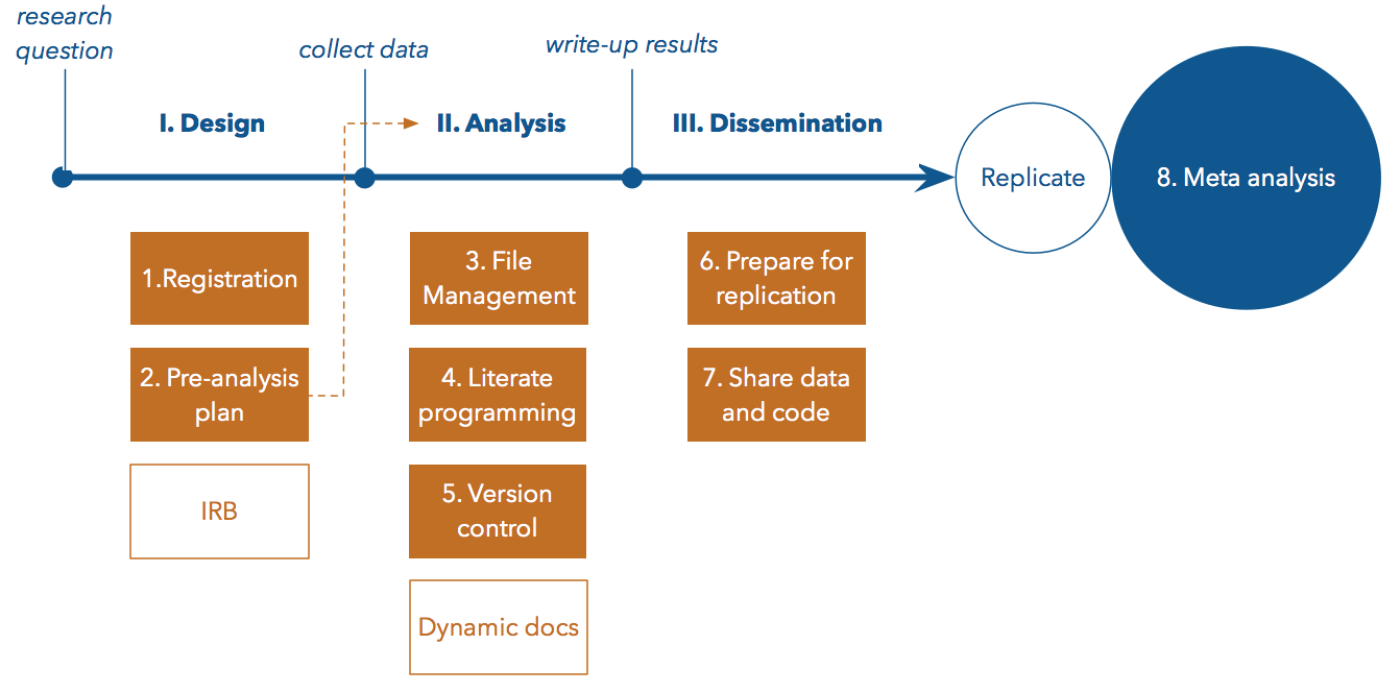 research
question
collect data
write-up results
I. Design
II. Analysis
III. Dissemination
Replicate
8. Meta analysis
1.Registration
2. Pre-analysis
plan
IRB
3. File
Management
4. Literate
programming
5. Version
control
Dynamic docs
6. Prepare for
replication
7. Share data
and code